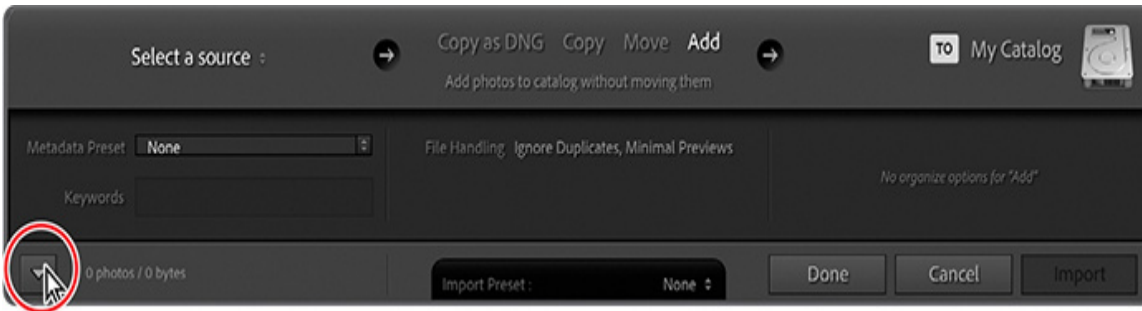 Select a source
Copy as DNG Copy Move Add
Add photos to catalog without moving them
TO My Catalog
Metadata Preset None
Keywords
File Handling Ignore Duplicates, Minimal Previews
No organize options for "Add"
0 photos / 0 bytes
Import Preset : None
Done
Cancel
Import